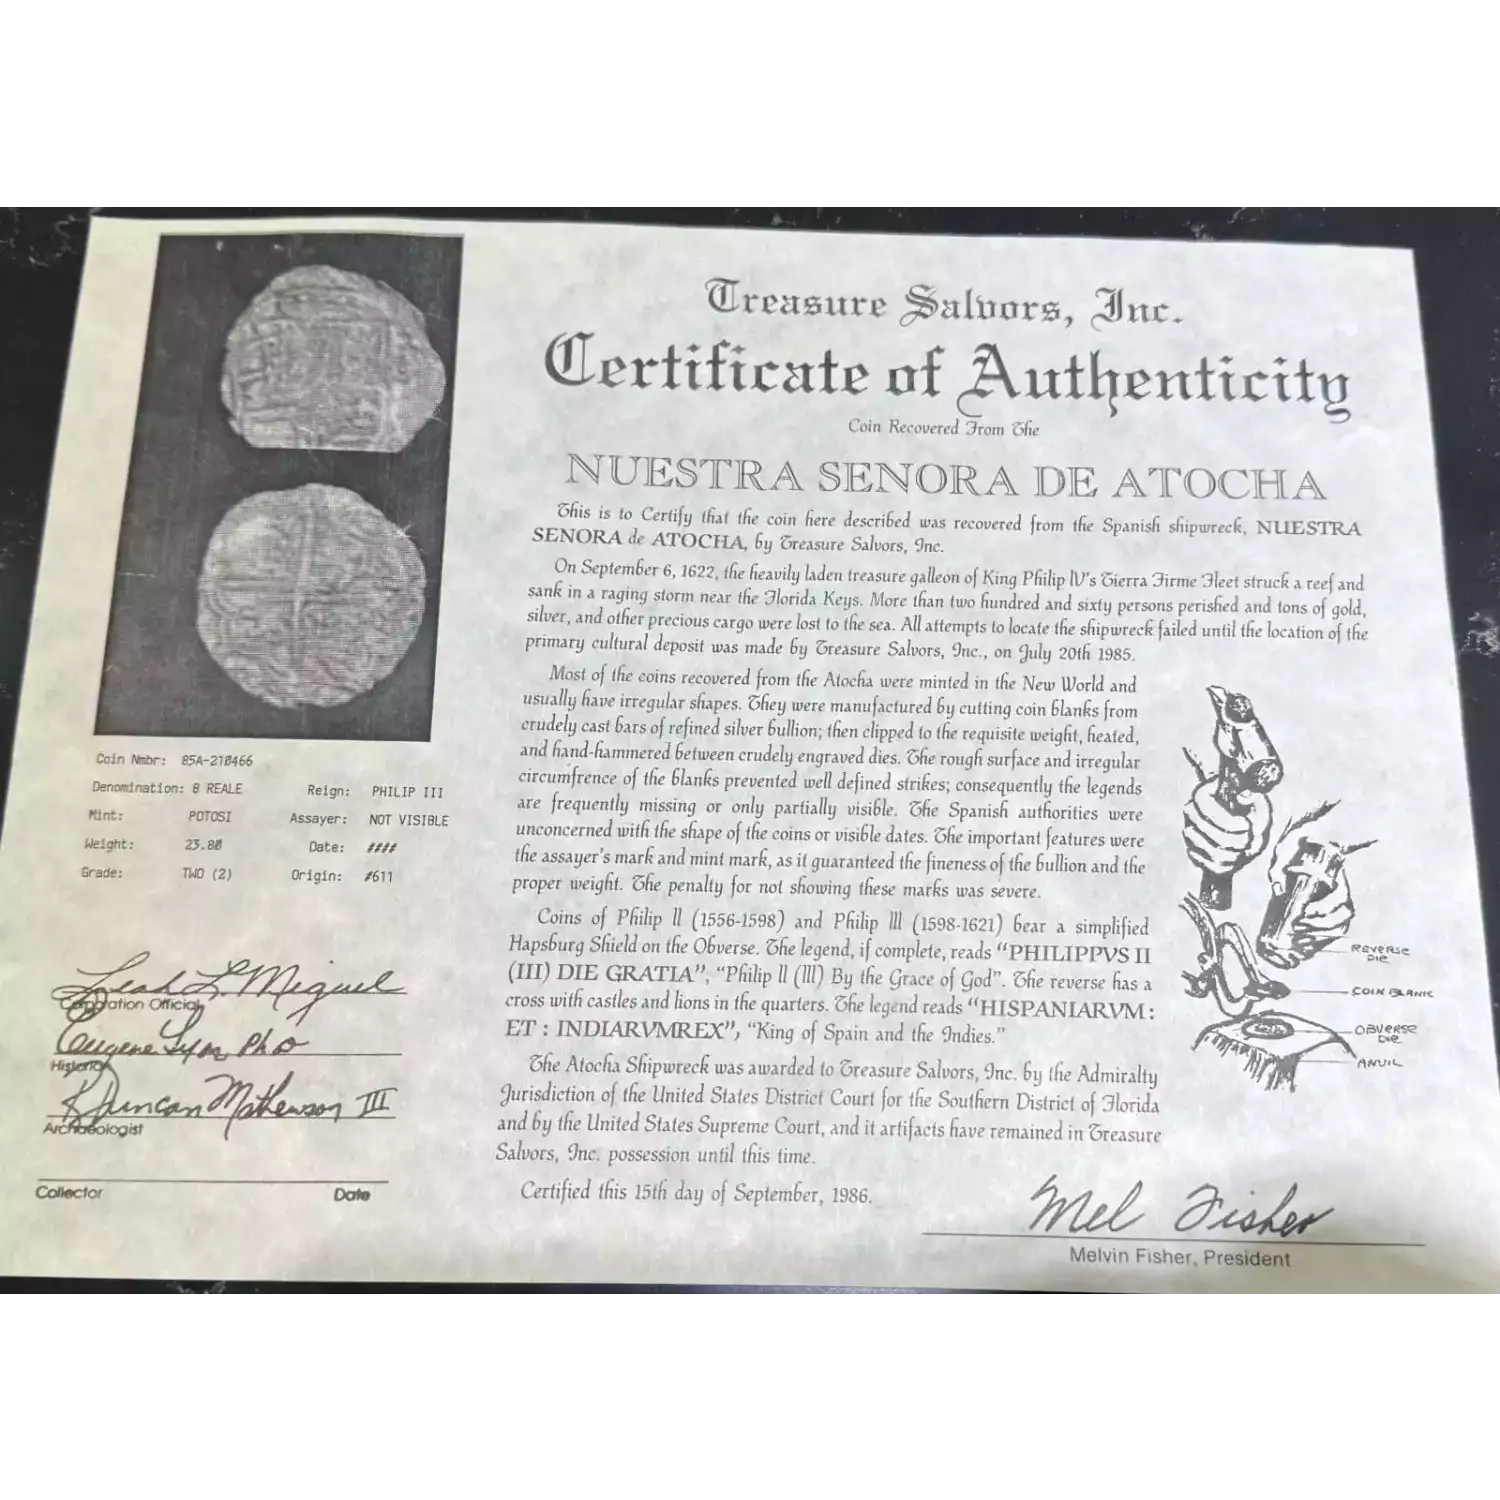 Treasure Salvors, Inc.
Certificate of Authenticity
Coin Recovered From The
NUESTRA SENORA DE ATOCHA
This is to Certify that the coin here described was recovered from the Spanish shipwreck, NUESTRA
SENORA de ATOCHA, by Treasure Salvors, Inc.
On September 6, 1622, the heavily laden treasure galleon of King Philip IV's Tierra Firme Fleet struck a reef and
sank in a raging storm near the Florida Keys. More than two hundred and sixty persons perished and tons of gold,
silver, and other precious cargo were lost to the sea. All attempts to locate the shipwreck failed until the location of the
primary cultural deposit was made by Treasure Salvors, Inc., on July 20th 1985.
Most of the coins recovered from the Atocha were minted in the New World and
usually have irregular shapes. They were manufactured by cutting coin blanks from
crudely cast bars of refined silver bullion; then clipped to the requisite weight, heated,
and hand-hammered between crudely engraved dies. The rough surface and irregular
circumfrence of the blanks prevented well defined strikes; consequently the legends
are frequently missing or only partially visible. The Spanish authorities were
unconcerned with the shape of the coins or visible dates. The important features were
the assayer's mark and mint mark, as it guaranteed the fineness of the bullion and the
proper weight. The penalty for not showing these marks was severe.
Coins of Philip II (1556-1598) and Philip III (1598-1621) bear a simplified
Hapsburg Shield on the Obverse. The legend, if complete, reads "PHILIPPVS II
(III) DIE GRATIA", "Philip II (III) By the Grace of God". The reverse has a
cross with castles and lions in the quarters. The legend reads "HISPANIARVM :
ET : INDIARVMREX", "King of Spain and the Indies."
The Atocha Shipwreck was awarded to Treasure Salvors, Inc. by the Admiralty
Jurisdiction of the United States District Court for the Southern District of Florida
and by the United States Supreme Court, and it artifacts have remained in Treasure
Salvors, Inc. possession until this time.
Certified this 15th day of September, 1986.
Mel Fisher
Melvin Fisher, President
REVERSE
DIE
COIN BLANK
OBVERSE
DIE
ANVIL
Coin Nmbr: 85A-210466
Denomination: 8 REALE Reign: PHILIP III
Mint: POTOSI Assayer: NOT VISIBLE
Weight: 23.80 Date: ####
Grade: TWO (2) Origin: #611
Leah L. Miguel
Corporation Official
Eugene Lyon, PhD
Historian
R Duncan Mathewson III
Archaeologist
Collector Date